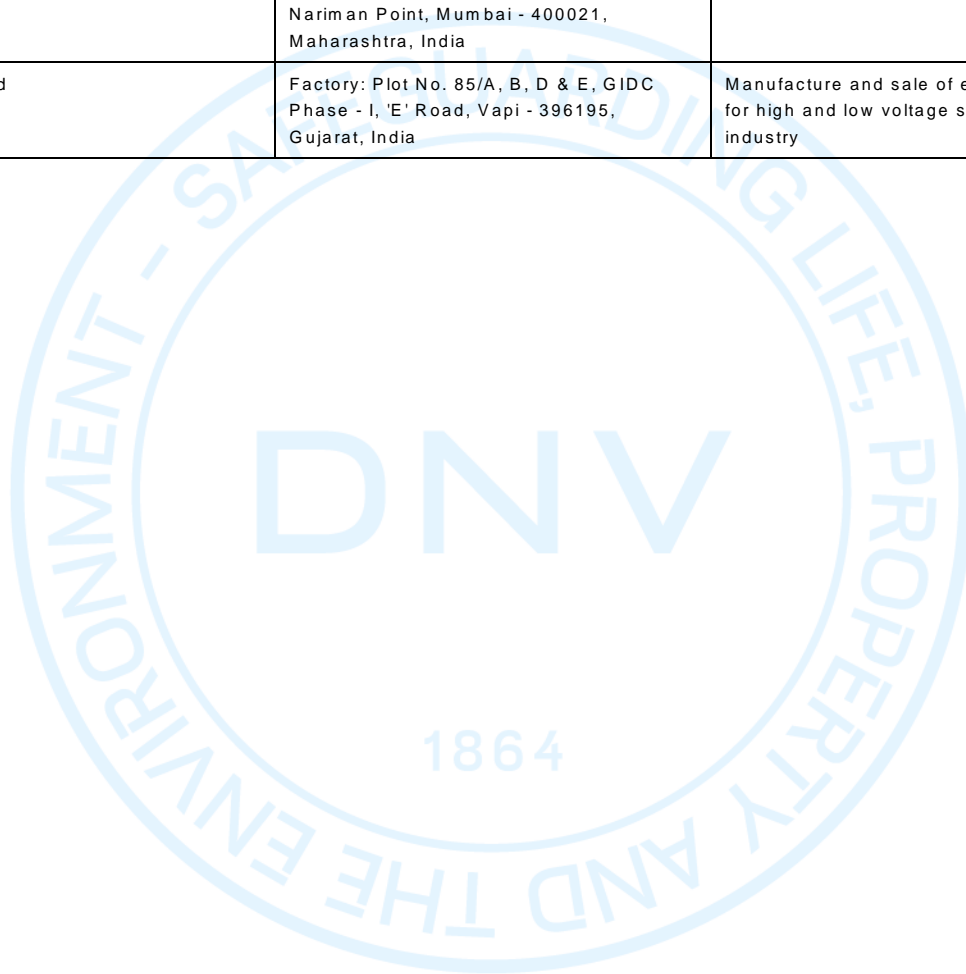 Nariman Point, Mumbai - 400021,
Maharashtra, India
Factory: Plot No. 85/A, B, D & E, GIDC
Phase - I, 'E' Road, Vapi - 396195,
Gujarat, India
Manufacture and sale of
for high and low voltage
industry
SAFEGUARDING LIFE, PROPERTY AND THE ENVIRONMENT -
DNV
1864